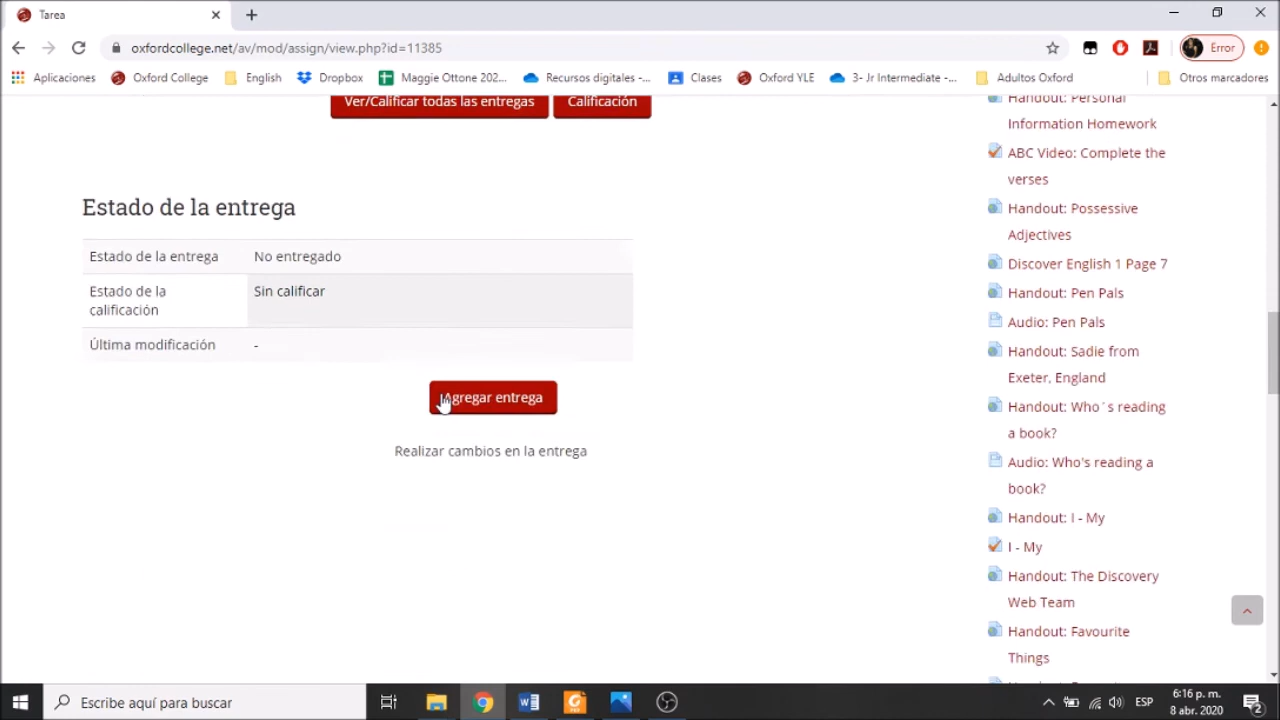 Tarea
oxfordcollege.net/av/mod/assign/view.php?id=11385
Error
Aplicaciones
Oxford College
English
Dropbox
Maggie Ottone 202...
Recursos digitales -...
Clases
Oxford YLE
3- Jr Intermediate -...
Adultos Oxford
Otros marcadores
Ver/Calificar todas las entregas
Calificación
Estado de la entrega
Estado de la entrega
No entregado
Estado de la
calificación
Sin calificar
Última modificación
-
Agregar entrega
Realizar cambios en la entrega
Handout: Personal
Information Homework
ABC Video: Complete the
verses
Handout: Possessive
Adjectives
Discover English 1 Page 7
Handout: Pen Pals
Audio: Pen Pals
Handout: Sadie from
Exeter, England
Handout: Who´s reading
a book?
Audio: Who's reading a
book?
Handout: I - My
I - My
Handout: The Discovery
Web Team
Handout: Favourite
Things
Escribe aquí para buscar
ESP
6:16 p. m.
8 abr. 2020
2